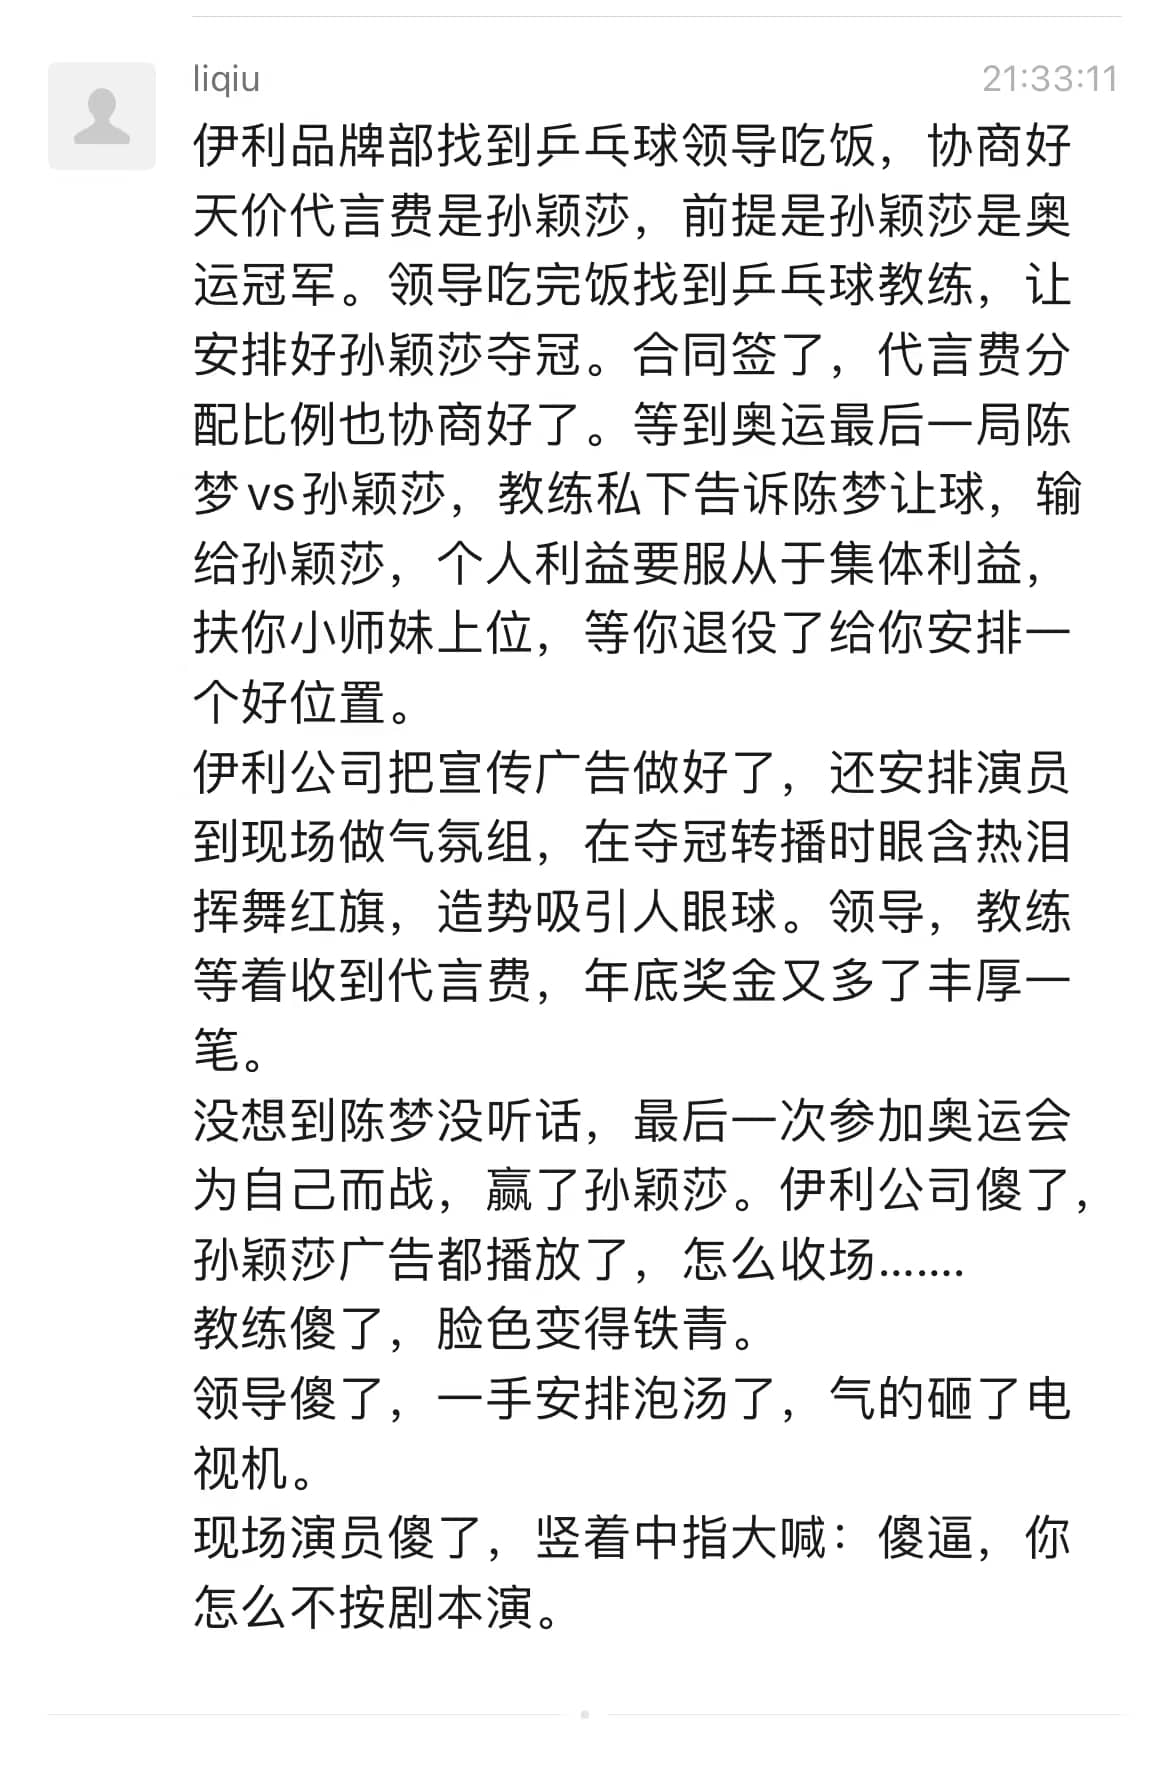 liqiu
21:33:11
伊利品牌部找到乒乓球领导吃饭，协商好
天价代言费是孙颖莎，前提是孙颖莎是奥
运冠军。领导吃完饭找到乒乓球教练，让
安排好孙颖莎夺冠。合同签了，代言费分
配比例也协商好了。等到奥运最后一局陈
梦vs孙颖莎，教练私下告诉陈梦让球，输
给孙颖莎，个人利益要服从于集体利益，
扶你小师妹上位，等你退役了给你安排一
个好位置。
伊利公司把宣传广告做好了，还安排演员
到现场做气氛组，在夺冠转播时眼含热泪
挥舞红旗，造势吸引人眼球。领导，教练
等着收到代言费，年底奖金又多了丰厚一
笔。
没想到陈梦没听话，最后一次参加奥运会
为自己而战，赢了孙颖莎。伊利公司傻了，
孙颖莎广告都播放了，怎么收场.......
教练傻了，脸色变得铁青。
领导傻了，一手安排泡汤了，气的砸了电
视机。
现场演员傻了，竖着中指大喊：傻逼，你
怎么不按剧本演。